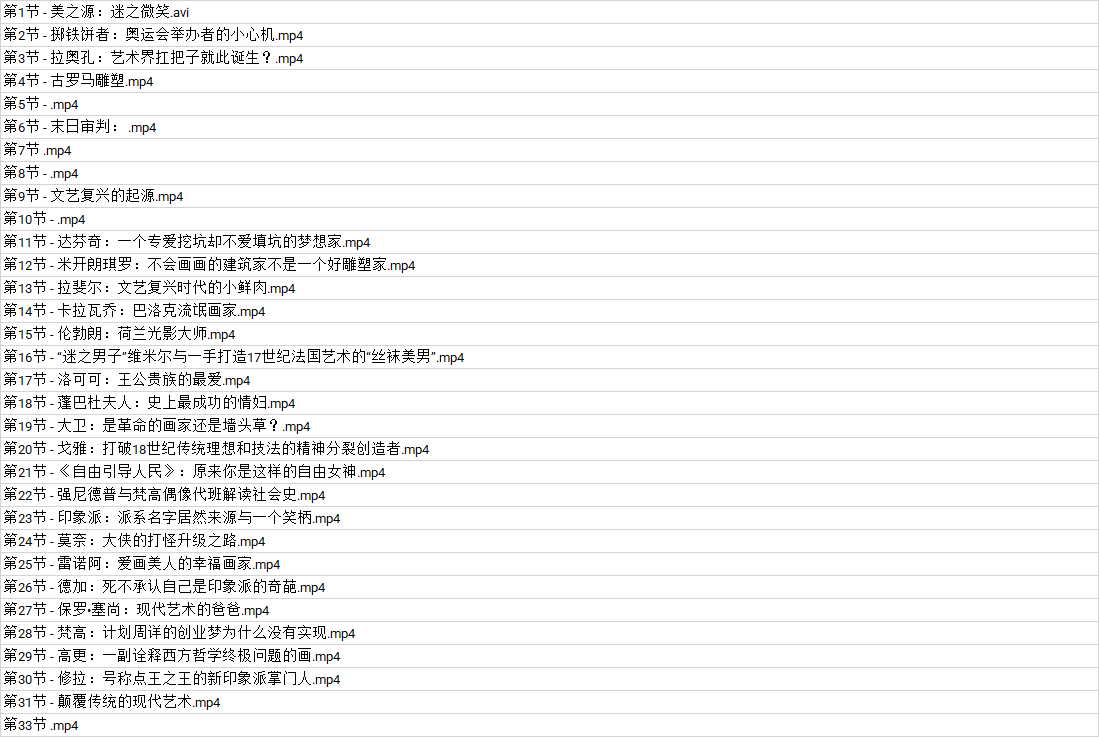 第1节 - 美之源：迷之微笑.avi
第2节 - 掷铁饼者：奥运会举办者的小心机.mp4
第3节 - 拉奥孔：艺术界扛把子就此诞生？.mp4
第4节 - 古罗马雕塑.mp4
第5节 - .mp4
第6节 - 末日审判： .mp4
第7节 .mp4
第8节 - .mp4
第9节 - 文艺复兴的起源.mp4
第10节 - .mp4
第11节 - 达芬奇：一个专爱挖坑却不爱填坑的梦想家.mp4
第12节 - 米开朗琪罗：不会画画的建筑家不是一个好雕塑家.mp4
第13节 - 拉斐尔：文艺复兴时代的小鲜肉.mp4
第14节 - 卡拉瓦乔：巴洛克流氓画家.mp4
第15节 - 伦勃朗：荷兰光影大师.mp4
第16节 - “迷之男子”维米尔与一手打造17世纪法国艺术的“丝袜美男”.mp4
第17节 - 洛可可：王公贵族的最爱.mp4
第18节 - 蓬巴杜夫人：史上最成功的情妇.mp4
第19节 - 大卫：是革命的画家还是墙头草？.mp4
第20节 - 戈雅：打破18世纪传统理想和技法的精神分裂创造者.mp4
第21节 - 《自由引导人民》：原来你是这样的自由女神.mp4
第22节 - 强尼德普与梵高偶像代班解读社会史.mp4
第23节 - 印象派：派系名字居然来源与一个笑柄.mp4
第24节 - 莫奈：大侠的打怪升级之路.mp4
第25节 - 雷诺阿：爱画美人的幸福画家.mp4
第26节 - 德加：死不承认自己是印象派的奇葩.mp4
第27节 - 保罗•塞尚：现代艺术的爸爸.mp4
第28节 - 梵高：计划周详的创业梦为什么没有实现.mp4
第29节 - 高更：一副诠释西方哲学终极问题的画.mp4
第30节 - 修拉：号称点王之王的新印象派掌门人.mp4
第31节 - 颠覆传统的现代艺术.mp4
第33节 .mp4